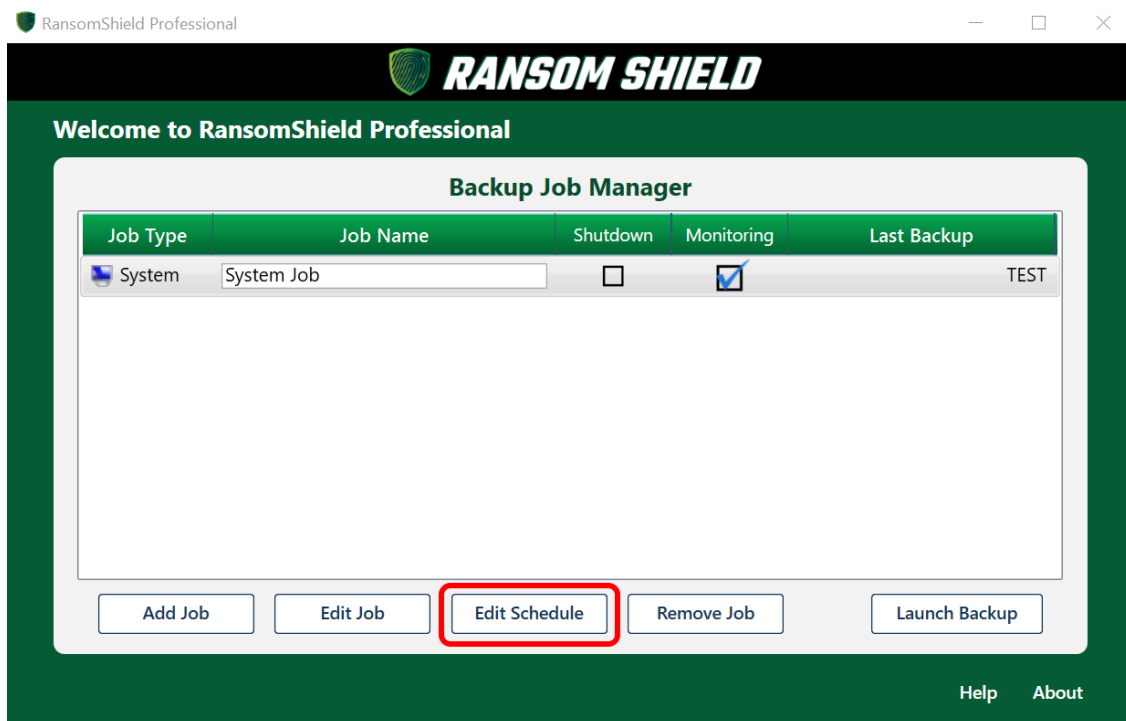 RansomShield Professional
RANSOM SHIELD
Welcome to RansomShield Professional
Backup Job Manager
Job Type Job Name Shutdown Monitoring Last Backup
System System Job TEST
Add Job Edit Job Edit Schedule Remove Job Launch Backup
Help About